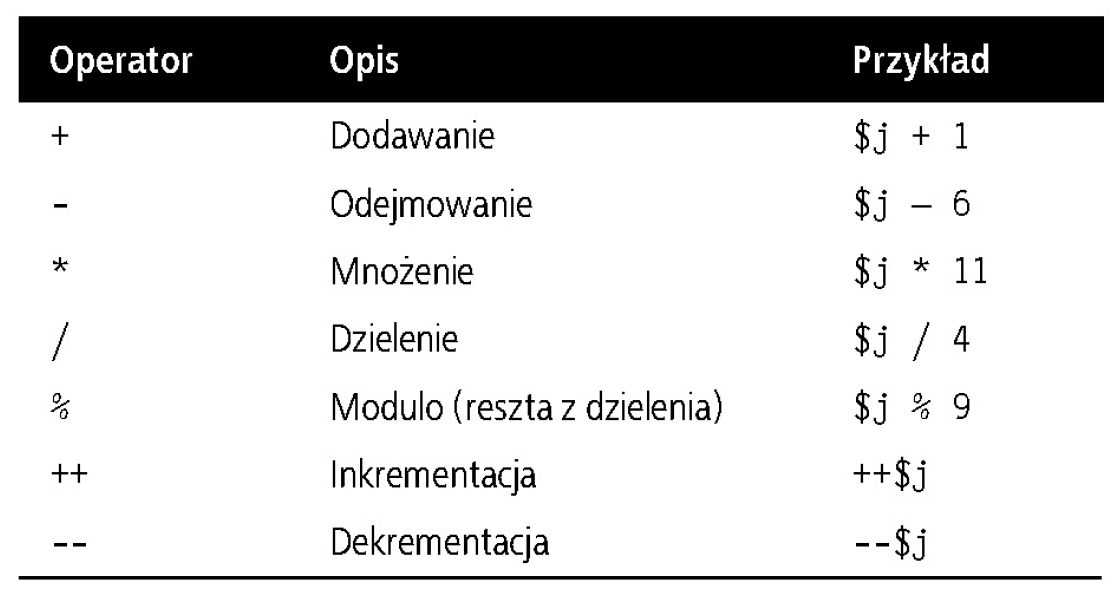 Operator Opis Przykład
+ Dodawanie $j + 1
- Odejmowanie $j – 6
* Mnożenie $j * 11
/ Dzielenie $j / 4
% Modulo (reszta z dzielenia) $j % 9
++ Inkrementacja ++$j
-- Dekrementacja --$j